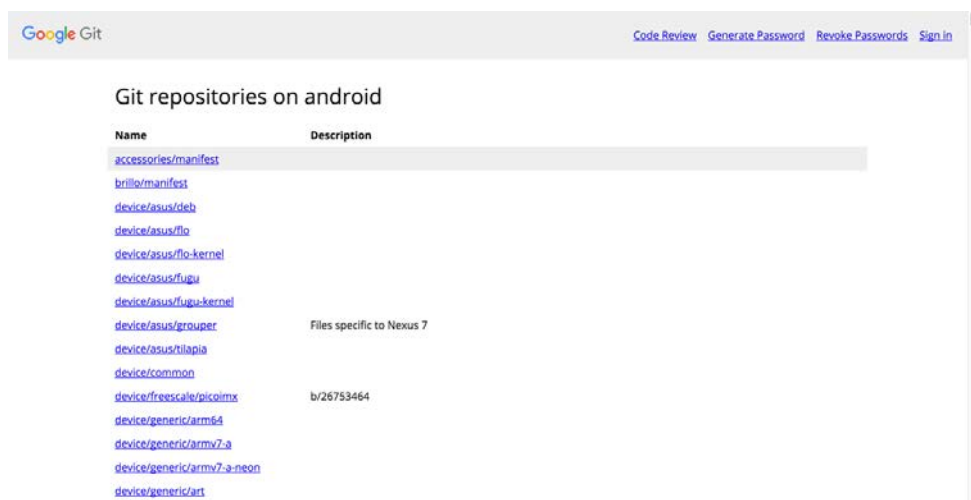 Google Git Code Review Generate Password Revoke Passwords Sign in
Git repositories on android
Name Description
accessories/manifest
brillo/manifest
device/asus/deb
device/asus/flo
device/asus/flo-kernel
device/asus/fugu
device/asus/fugu-kernel
device/asus/grouper Files specific to Nexus 7
device/asus/tilapia
device/common
device/freescale/picoimx b/26753464
device/generic/arm64
device/generic/armv7-a
device/generic/armv7-a-neon
device/generic/art